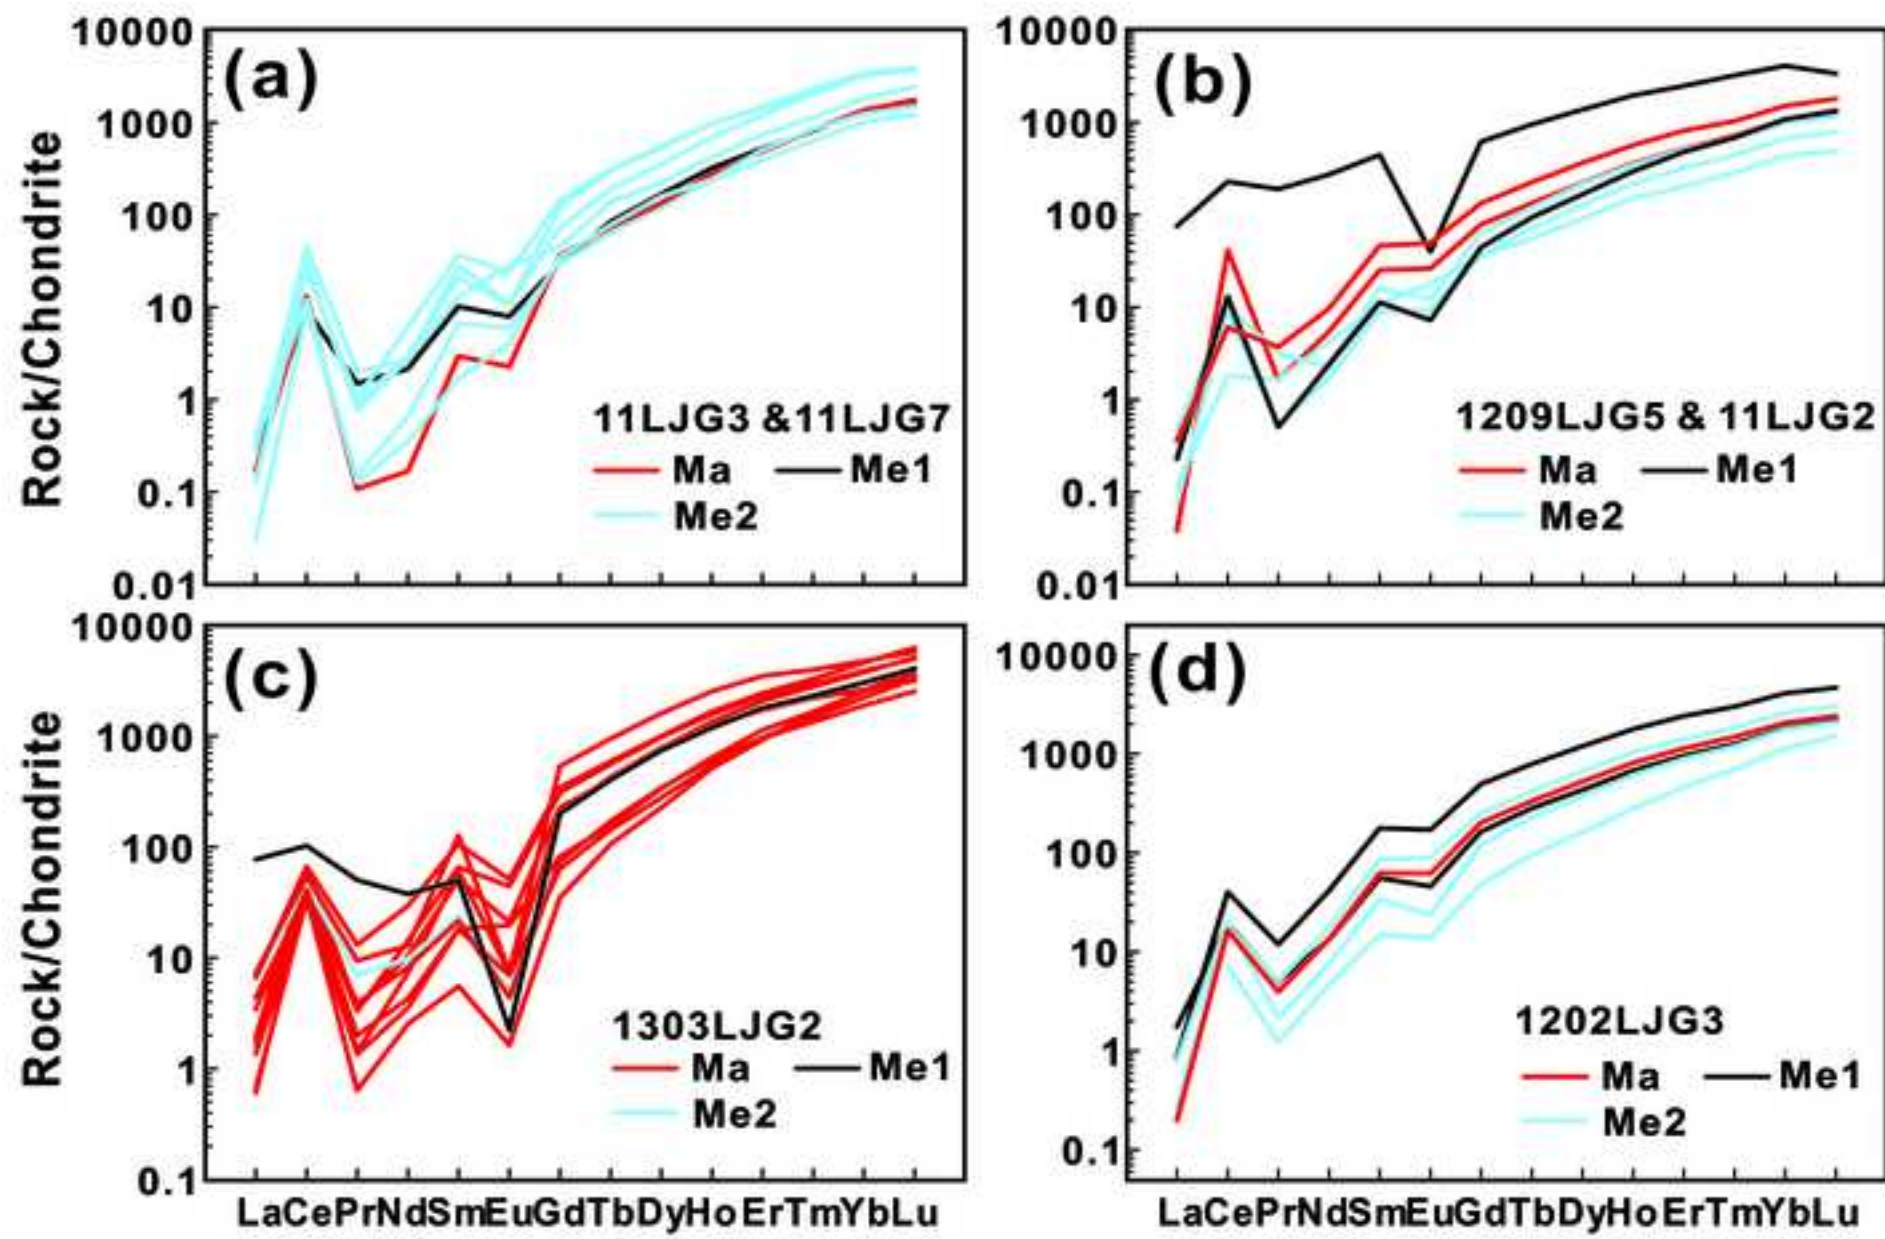 (a)
Rock/Chondrite
10000
1000
100
10
1
0.1
0.01
11LJG3 &11LJG7
Ma Me1
Me2
(b)
10000
1000
100
10
1
0.1
0.01
1209LJG5 & 11LJG2
Ma Me1
Me2
(c)
Rock/Chondrite
10000
1000
100
10
1
0.1
1303LJG2
Ma Me1
Me2
LaCePrNdSmEuGdTbDyHoErTmYbLu
(d)
10000
1000
100
10
1
0.1
1202LJG3
Ma Me1
Me2
LaCePrNdSmEuGdTbDyHoErTmYbLu